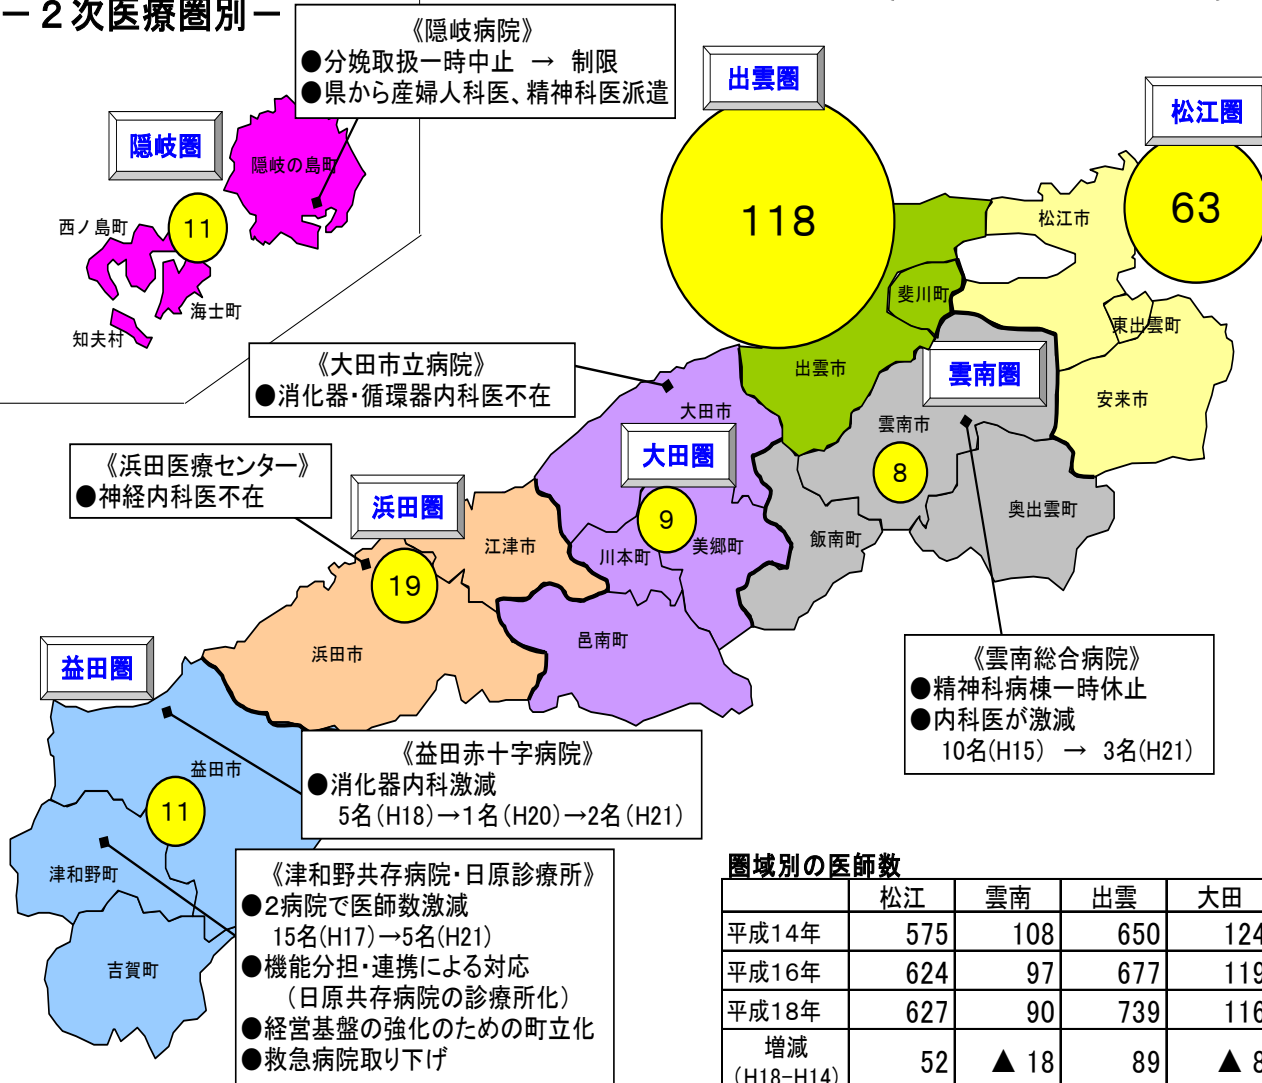 －２次医療圏別－
《隠岐病院》
●分娩取扱一時中止 → 制限
●県から産婦人科医、精神科医派遣
出雲圏
松江圏
隠岐圏
隠岐の島町
118
63
松江市
西ノ島町
11
斐川町
海士町
東出雲町
知夫村
《大田市立病院》
●消化器・循環器内科医不在
出雲市
雲南圏
安来市
大田市
雲南市
大田圏
8
《浜田医療センター》
●神経内科医不在
浜田圏
9
奥出雲町
江津市
川本町
美郷町
飯南町
19
浜田市
邑南町
益田圏
《雲南総合病院》
●精神科病棟一時休止
●内科医が激減
10名(H15) → 3名(H21)
《益田赤十字病院》
●消化器内科激減
5名(H18)→1名(H20)→2名(H21)
益田市
11
津和野町
吉賀町
《津和野共存病院・日原診療所》
●2病院で医師数激減
15名(H17)→5名(H21)
●機能分担・連携による対応
（日原共存病院の診療所化）
●経営基盤の強化のための町立化
●救急病院取り下げ
圏域別の医師数
松江 雲南 出雲 大田
平成14年 575 108 650 124
平成16年 624 97 677 119
平成18年 627 90 739 116
増減
(H18-H14) 52 ▲ 18 89 ▲ 8